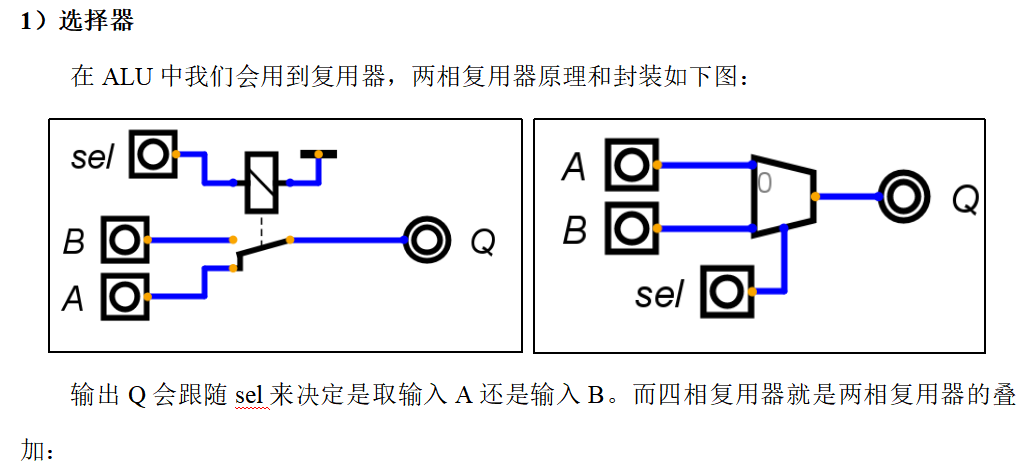 1）选择器
在 ALU 中我们会用到复用器，两相复用器原理和封装如下图：
sel
B
A
Q
A
B
sel
0
Q
输出 Q 会跟随 sel 来决定是取输入 A 还是输入 B。而四相复用器就是两相复用器的叠
加：